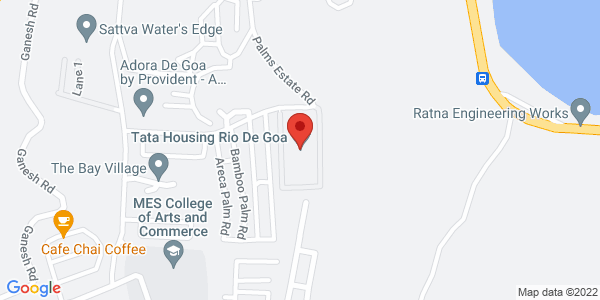 Ganesh Rd
Sattva Water's Edge
Lane 1
Adora De Goa
by Provident - A...
Palms Estate Rd
Ratna Engineering Works
Tata Housing Rio De Goa
Ganesh Rd
The Bay Village
Bamboo Palm Rd
Areca Palm Rd
MES College
of Arts and
Commerce
Cafe Chai Coffee
Ganesh Rd
Google
Map data ©2022